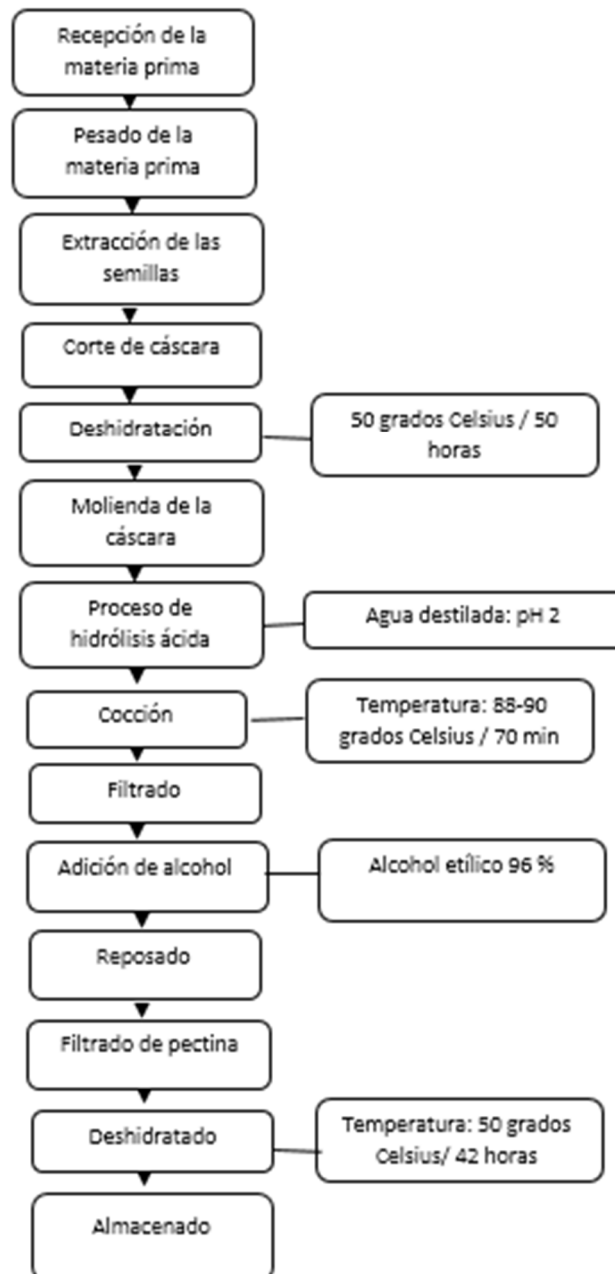 Recepción de la
materia prima
Pesado de la
materia prima
Extracción de las
semillas
Corte de cáscara
Deshidratación
50 grados Celsius / 50
horas
Molienda de la
cáscara
Proceso de
hidrólisis ácida
Agua destilada: pH 2
Cocción
Temperatura: 88-90
grados Celsius / 70 min
Filtrado
Adición de alcohol
Alcohol etílico 96 %
Reposado
Filtrado de pectina
Deshidratado
Temperatura: 50 grados
Celsius/ 42 horas
Almacenado